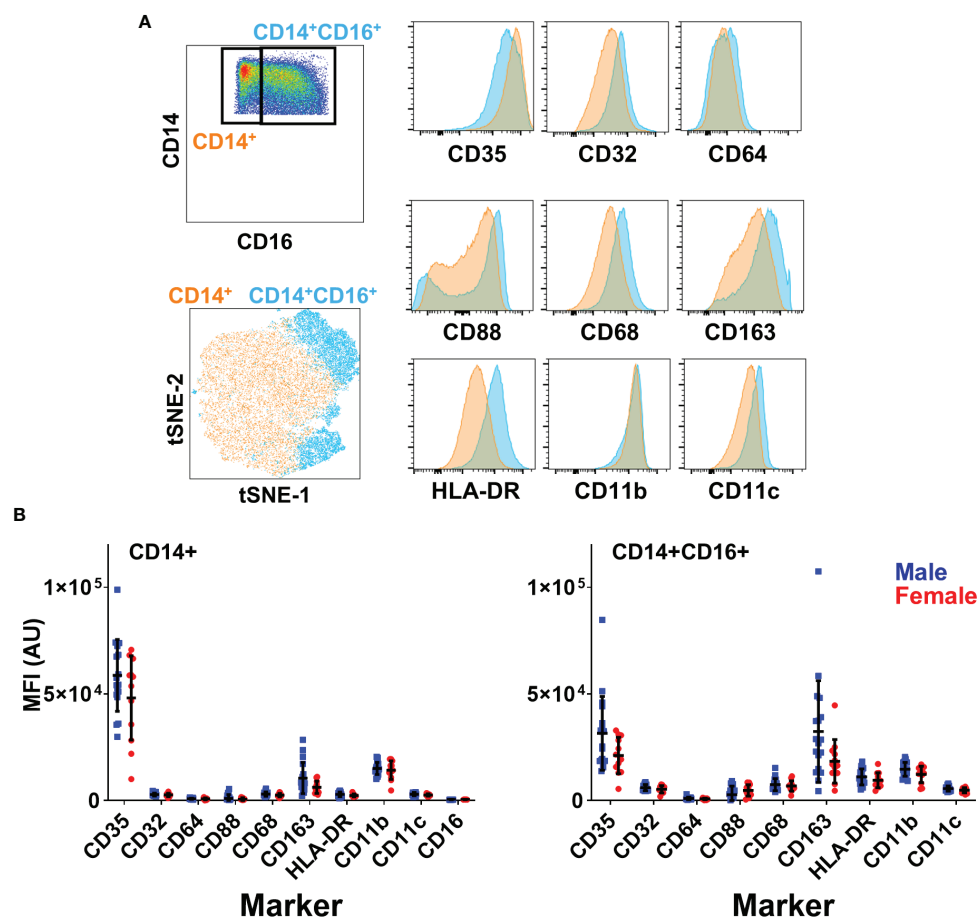 A
CD14⁺CD16⁺
CD14
CD14⁺
CD16
CD35
CD32
CD64
CD88
CD68
CD163
CD14⁺ CD14⁺CD16⁺
tSNE-2
tSNE-1
HLA-DR
CD11b
CD11c
B
CD14+
1×10⁵
5×10⁴
0
MFI (AU)
CD35
CD32
CD64
CD88
CD68
CD163
HLA-DR
CD11b
CD11c
CD16
Marker
CD14+CD16+
Male
Female
1×10⁵
5×10⁴
0
CD35
CD32
CD64
CD88
CD68
CD163
HLA-DR
CD11b
CD11c
Marker